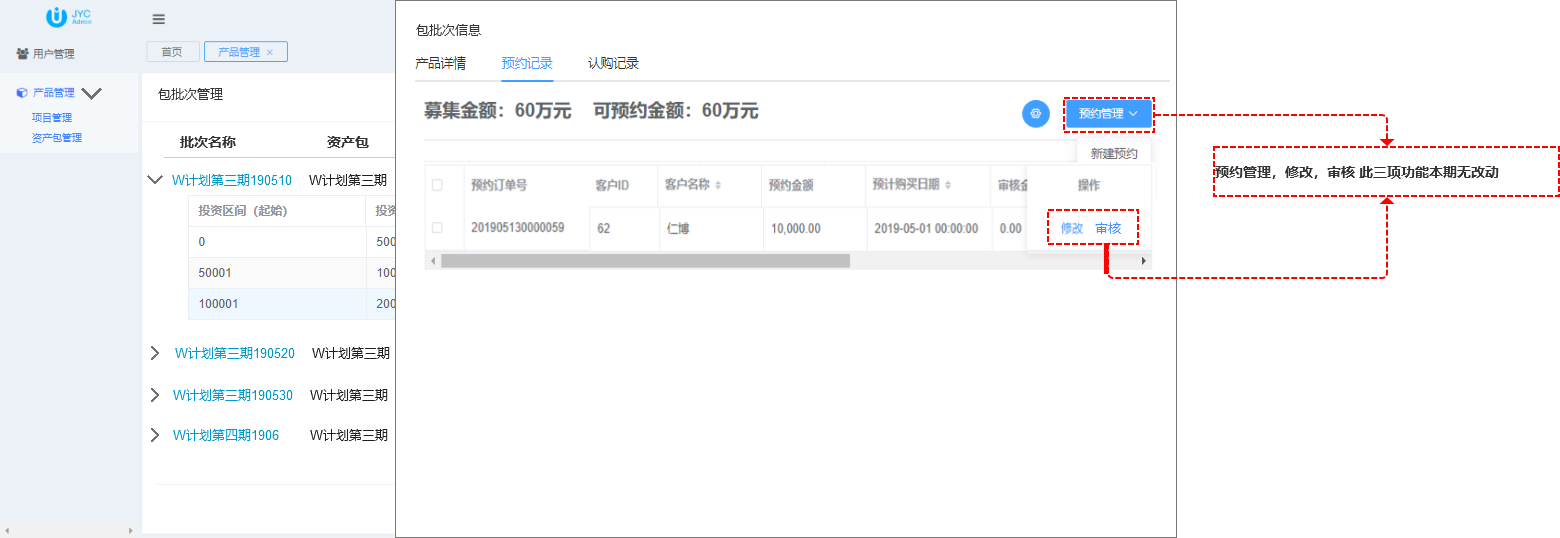 JYC
Admin
用户管理
产品管理
项目管理
资产包管理
首页
产品管理 ×
包批次管理
批次名称 资产包
W计划第三期190510 W计划第三期
投资区间（起始） 投资
0 500
50001 100
100001 200
W计划第三期190520 W计划第三期
W计划第三期190530 W计划第三期
W计划第四期1906 W计划第三期
包批次信息
产品详情 预约记录 认购记录
募集金额：60万元 可预约金额：60万元
预约管理
新建预约
预约订单号 客户ID 客户名称 预约金额 预计购买日期 审核金 操作
201905130000059 62 仁博 10,000.00 2019-05-01 00:00:00 0.00 修改 审核
预约管理，修改，审核 此三项功能本期无改动